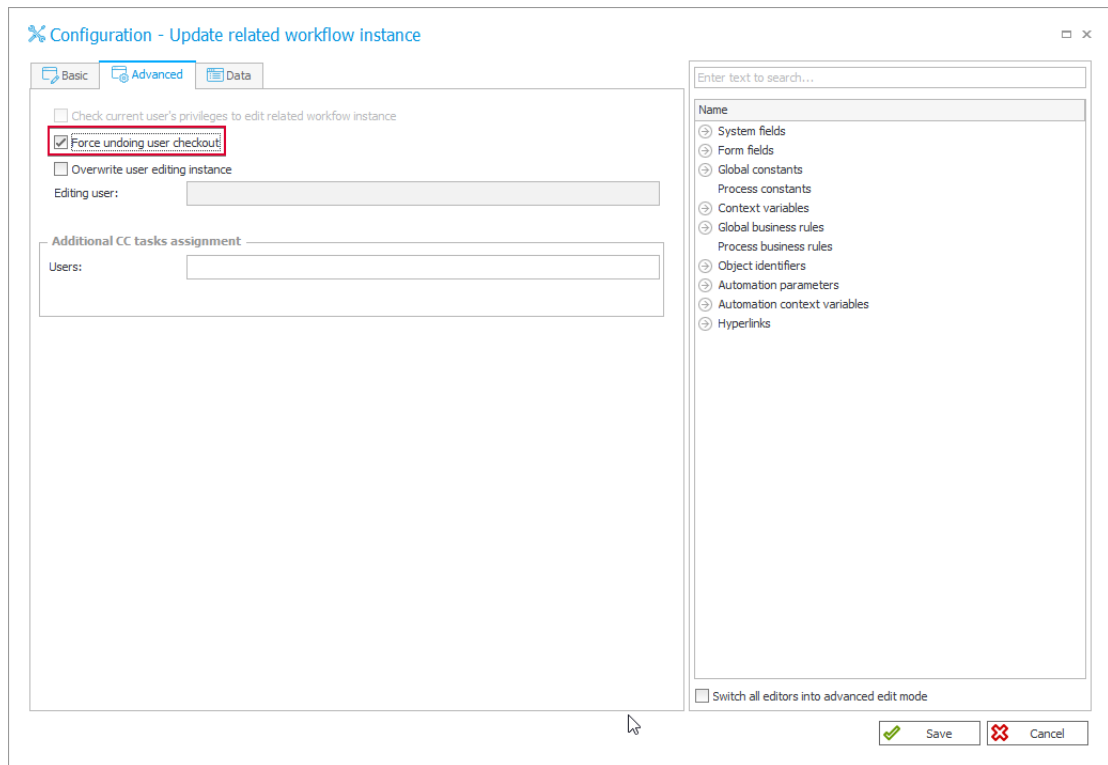 Configuration - Update related workflow instance
Basic
Advanced
Data
Check current user's privileges to edit related workfow instance
Force undoing user checkout
Overwrite user editing instance
Editing user:
Additional CC tasks assignment
Users:
Enter text to search...
Name
System fields
Form fields
Global constants
Process constants
Context variables
Global business rules
Process business rules
Object identifiers
Automation parameters
Automation context variables
Hyperlinks
Switch all editors into advanced edit mode
Save
Cancel